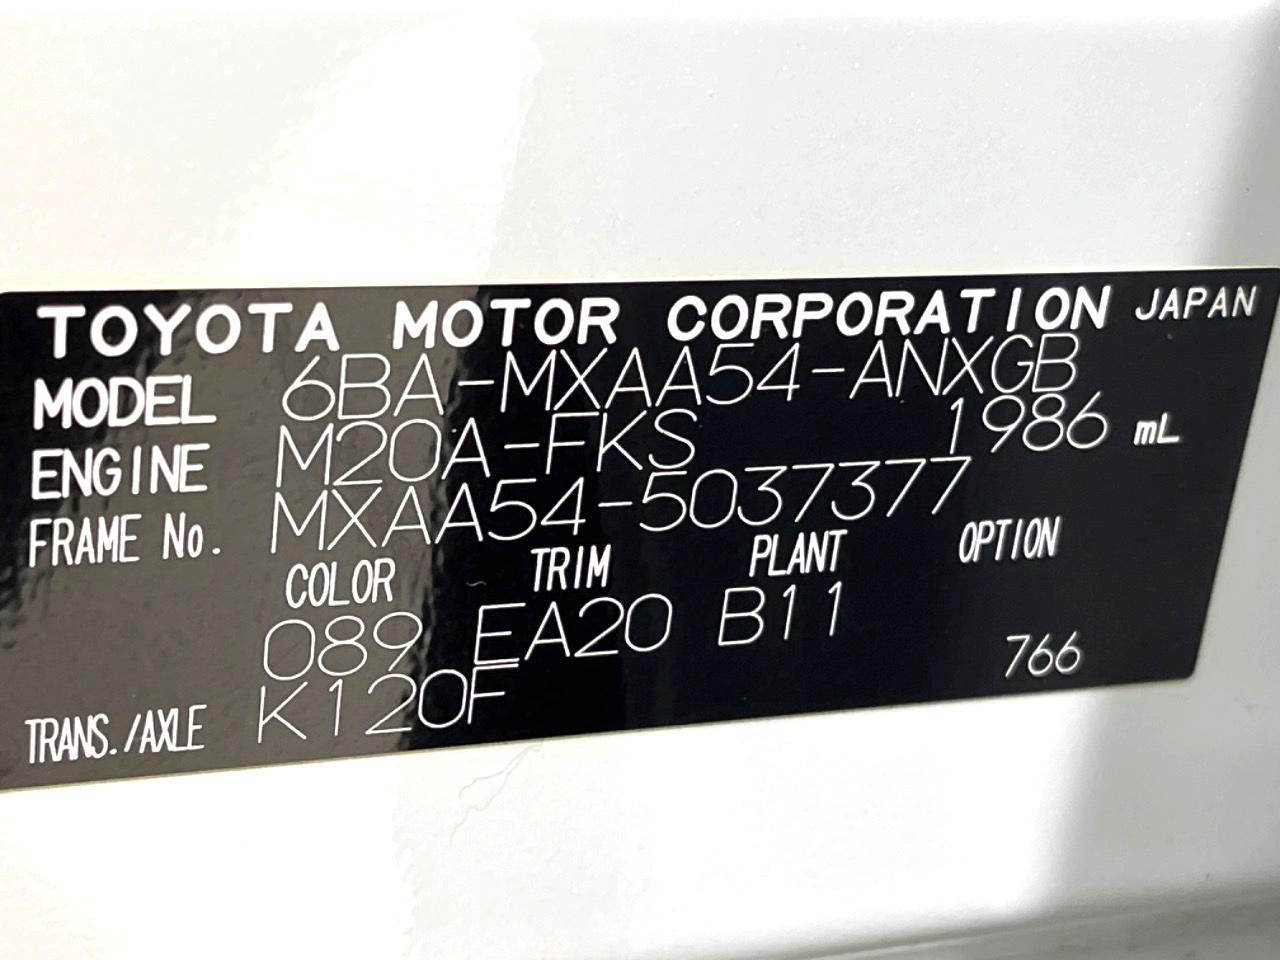 TOYOTA MOTOR CORPORATION JAPAN
MODEL 6BA-MXAA54-ANXGB
ENGINE M20A-FKS 1986 mL
FRAME No. MXAA54-5037377
COLOR TRIM PLANT OPTION
089 EA20 B11 766
TRANS./AXLE K120F